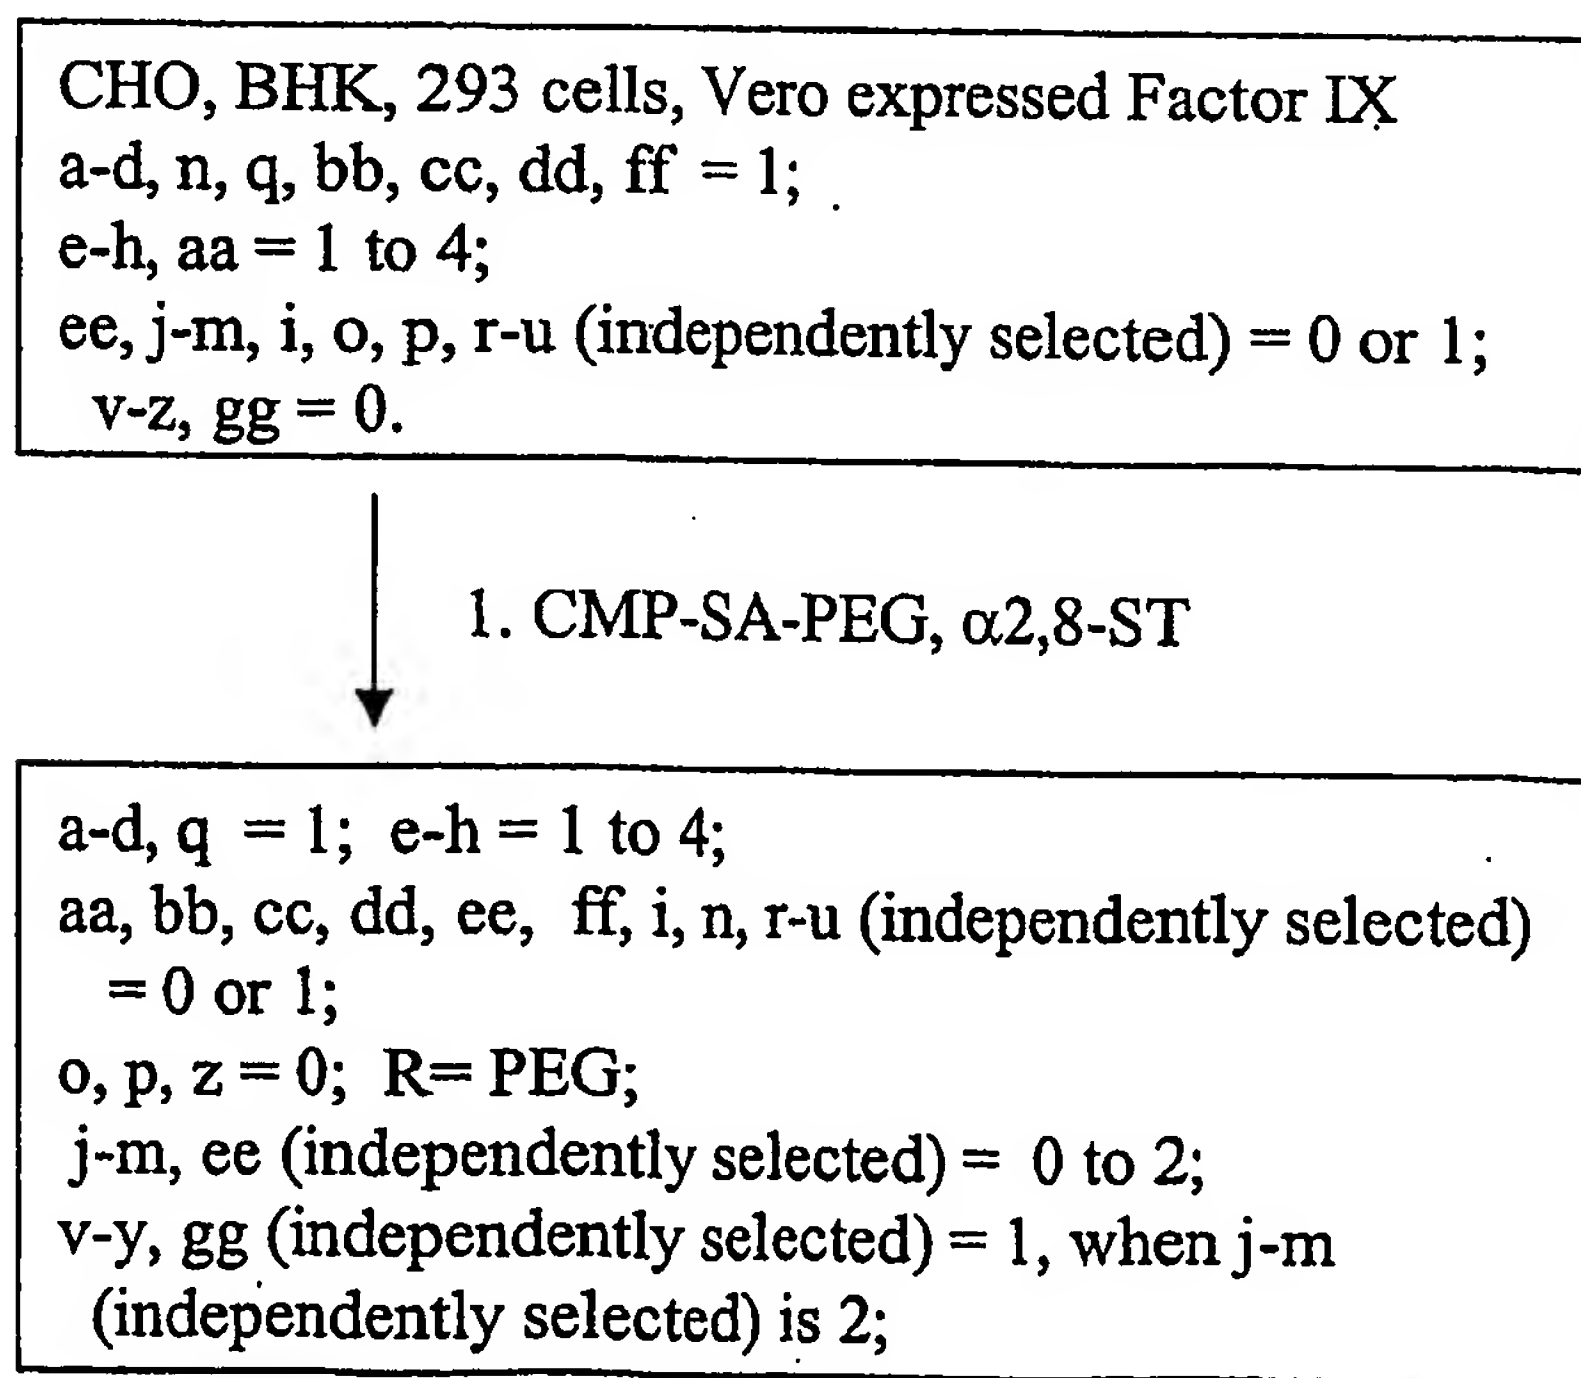 CHO, BHK, 293 cells, Vero expressed Factor IX
a-d, n, q, bb, cc, dd, ff = 1;
e-h, aa = 1 to 4;
ee, j-m, i, o, p, r-u (independently selected) = 0 or 1;
v-z, gg = 0.
1. CMP-SA-PEG, α2,8-ST
a-d, q = 1; e-h = 1 to 4;
aa, bb, cc, dd, ee, ff, i, n, r-u (independently selected)
= 0 or 1;
o, p, z = 0; R= PEG;
j-m, ee (independently selected) = 0 to 2;
v-y, gg (independently selected) = 1, when j-m
(independently selected) is 2;